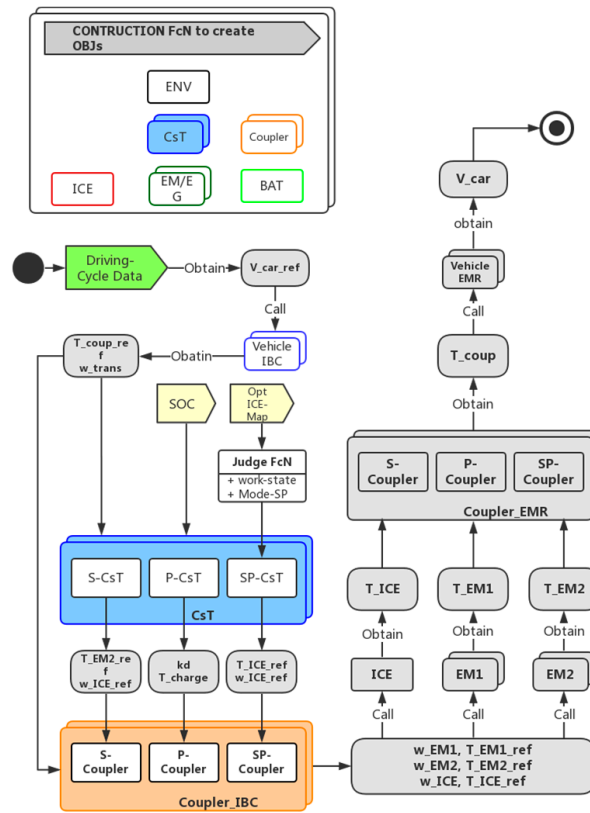 CONTRUCTION FcN to create
OBJs
ENV
CsT
Coupler
ICE
EM/E
G
BAT
V_car
obtain
Driving-
Cycle Data
Obtain
V_car_ref
Vehicle
EMR
Call
Call
T_coup_re
f
w_trans
Obatin
Vehicle
IBC
T_coup
SOC
Opt
ICE-
Map
Obtain
Judge FcN
+ work-state
+ Mode-SP
S-
Coupler
P-
Coupler
SP-
Coupler
Coupler_EMR
S-CsT
P-CsT
SP-CsT
CsT
T_ICE
T_EM1
T_EM2
Obtain
Obtain
Obtain
T_EM2_re
f
w_ICE_ref
kd
T_charge
T_ICE_ref
w_ICE_ref
ICE
EM1
EM2
Call
Call
Call
S-
Coupler
P-
Coupler
SP-
Coupler
Coupler_IBC
w_EM1, T_EM1_ref
w_EM2, T_EM2_ref
w_ICE, T_ICE_ref